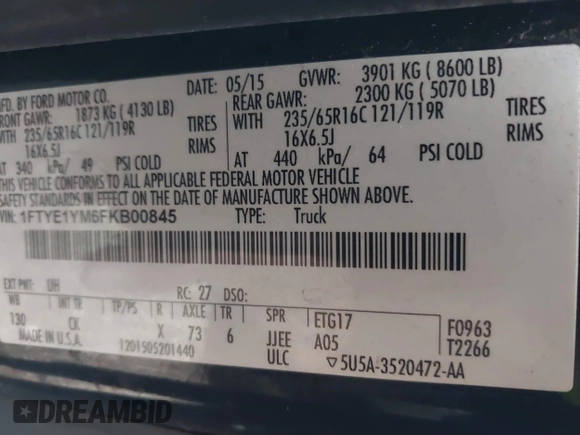 MFD. BY FORD MOTOR CO. DATE: 05/15 GVWR: 3901 KG ( 8600 LB)
FRONT GAWR: 1873 KG ( 4130 LB) REAR GAWR: 2300 KG ( 5070 LB)
WITH 235/65R16C 121/119R TIRES WITH 235/65R16C 121/119R TIRES
16X6.5J RIMS 16X6.5J RIMS
AT 340 kPa/ 49 PSI COLD AT 440 kPa/ 64 PSI COLD
THIS VEHICLE CONFORMS TO ALL APPLICABLE FEDERAL MOTOR VEHICLE
SAFETY STANDARDS IN EFFECT ON THE DATE OF MANUFACTURE SHOWN ABOVE.
VIN: 1FTYE1YM6FKB00845 TYPE: Truck
EXT PNT: UH RC: 27 DSO:
WB INT TR TP/PS R AXLE TR SPR ETG17 F0963
130 CK X 73 6 JJEE A05 T2266
MADE IN U.S.A. 1201505201440 ULC ▽5U5A-3520472-AA
DREAMBID